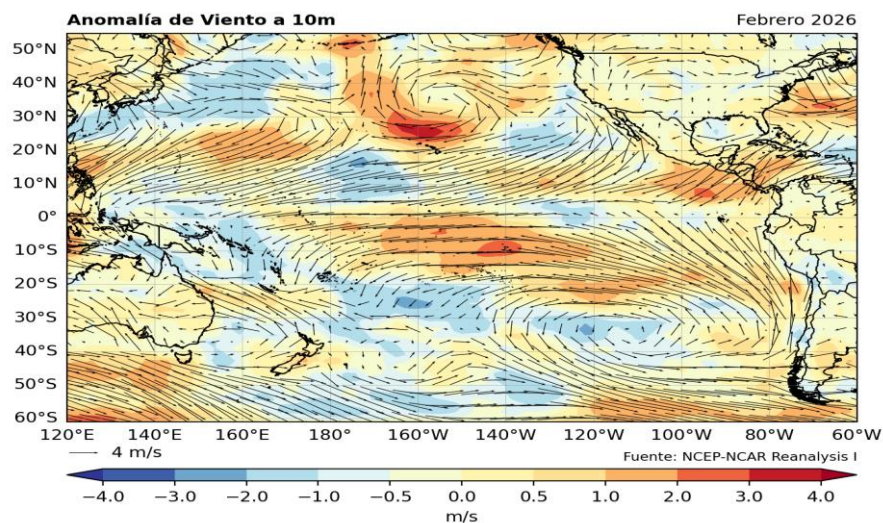 Anomalía de Viento a 10m
Febrero 2026
50°N
40°N
30°N
20°N
10°N
0°
10°S
20°S
30°S
40°S
50°S
60°S
120°E 140°E 160°E 180° 160°W 140°W 120°W 100°W 80°W 60°W
4 m/s
Fuente: NCEP-NCAR Reanalysis I
−4.0 −3.0 −2.0 −1.0 −0.5 0.0 0.5 1.0 2.0 3.0 4.0
m/s